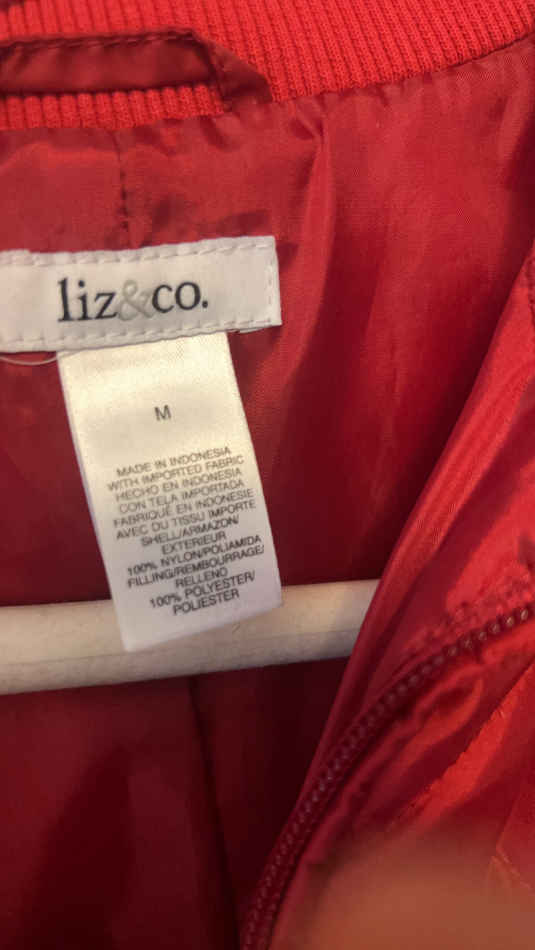 liz&co.
M
MADE IN INDONESIA
WITH IMPORTED FABRIC
HECHO EN INDONESIA
CON TELA IMPORTADA
FABRIQUÉ EN INDONESIE
AVEC DU TISSU IMPORTE
SHELL/ARMAZON/
EXTERIEUR
100% NYLON/POLIAMIDA
FILLING/REMBOURRAGE/
RELLENO
100% POLYESTER/
POLIESTER